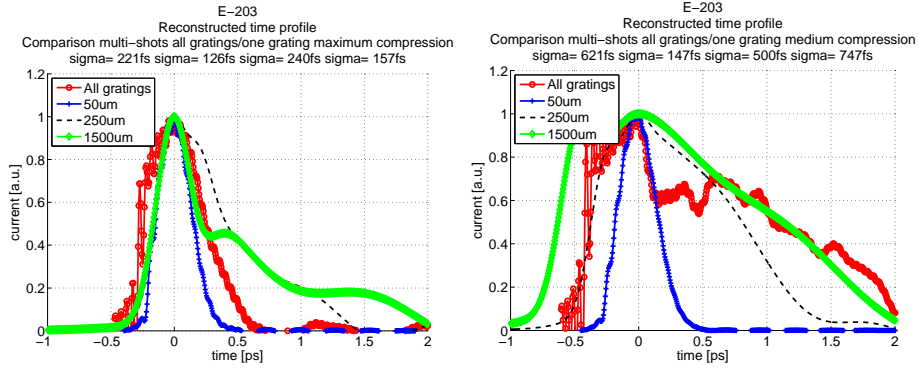 E−203
Reconstructed time profile
Comparison multi−shots all gratings/one grating maximum compression
sigma= 221fs sigma= 126fs sigma= 240fs sigma= 157fs
1.2
1
0.8
0.6
0.4
0.2
0
current [a.u.]
All gratings
50um
250um
1500um
−1 −0.5 0 0.5 1 1.5 2
time [ps]
E−203
Reconstructed time profile
Comparison multi−shots all gratings/one grating medium compression
sigma= 621fs sigma= 147fs sigma= 500fs sigma= 747fs
1.2
1
0.8
0.6
0.4
0.2
0
current [a.u.]
All gratings
50um
250um
1500um
−1 −0.5 0 0.5 1 1.5 2
time [ps]